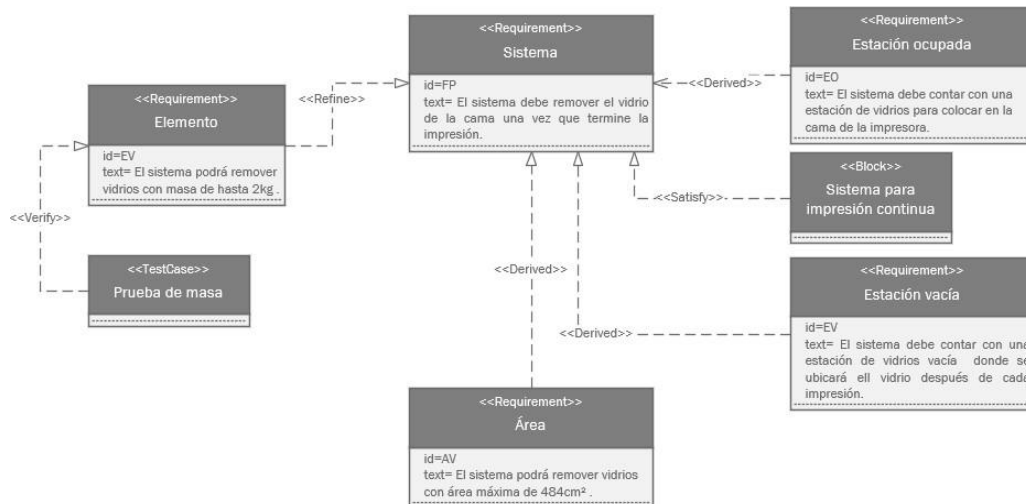 <<Requirement>>
Sistema
id=FP
text= El sistema debe remover el vidrio
de la cama una vez que termine la
impresión.
<<Requirement>>
Estación ocupada
id=EO
text= El sistema debe contar con una
estación de vidrios para colocar en la
cama de la impresora.
<<Derived>>
<<Refine>>
<<Requirement>>
Elemento
id=EV
text= El sistema podrá remover
vidrios con masa de hasta 2kg .
<<Block>>
Sistema para
impresión continua
<<Satisfy>>
<<Verify>>
<<TestCase>>
Prueba de masa
<<Derived>>
<<Requirement>>
Estación vacía
id=EV
text= El sistema debe contar con una
estación de vidrios vacía donde se
ubicará ell vidrio después de cada
impresión.
<<Derived>>
<<Requirement>>
Área
id=AV
text= El sistema podrá remover vidrios
con área máxima de 484cm² .